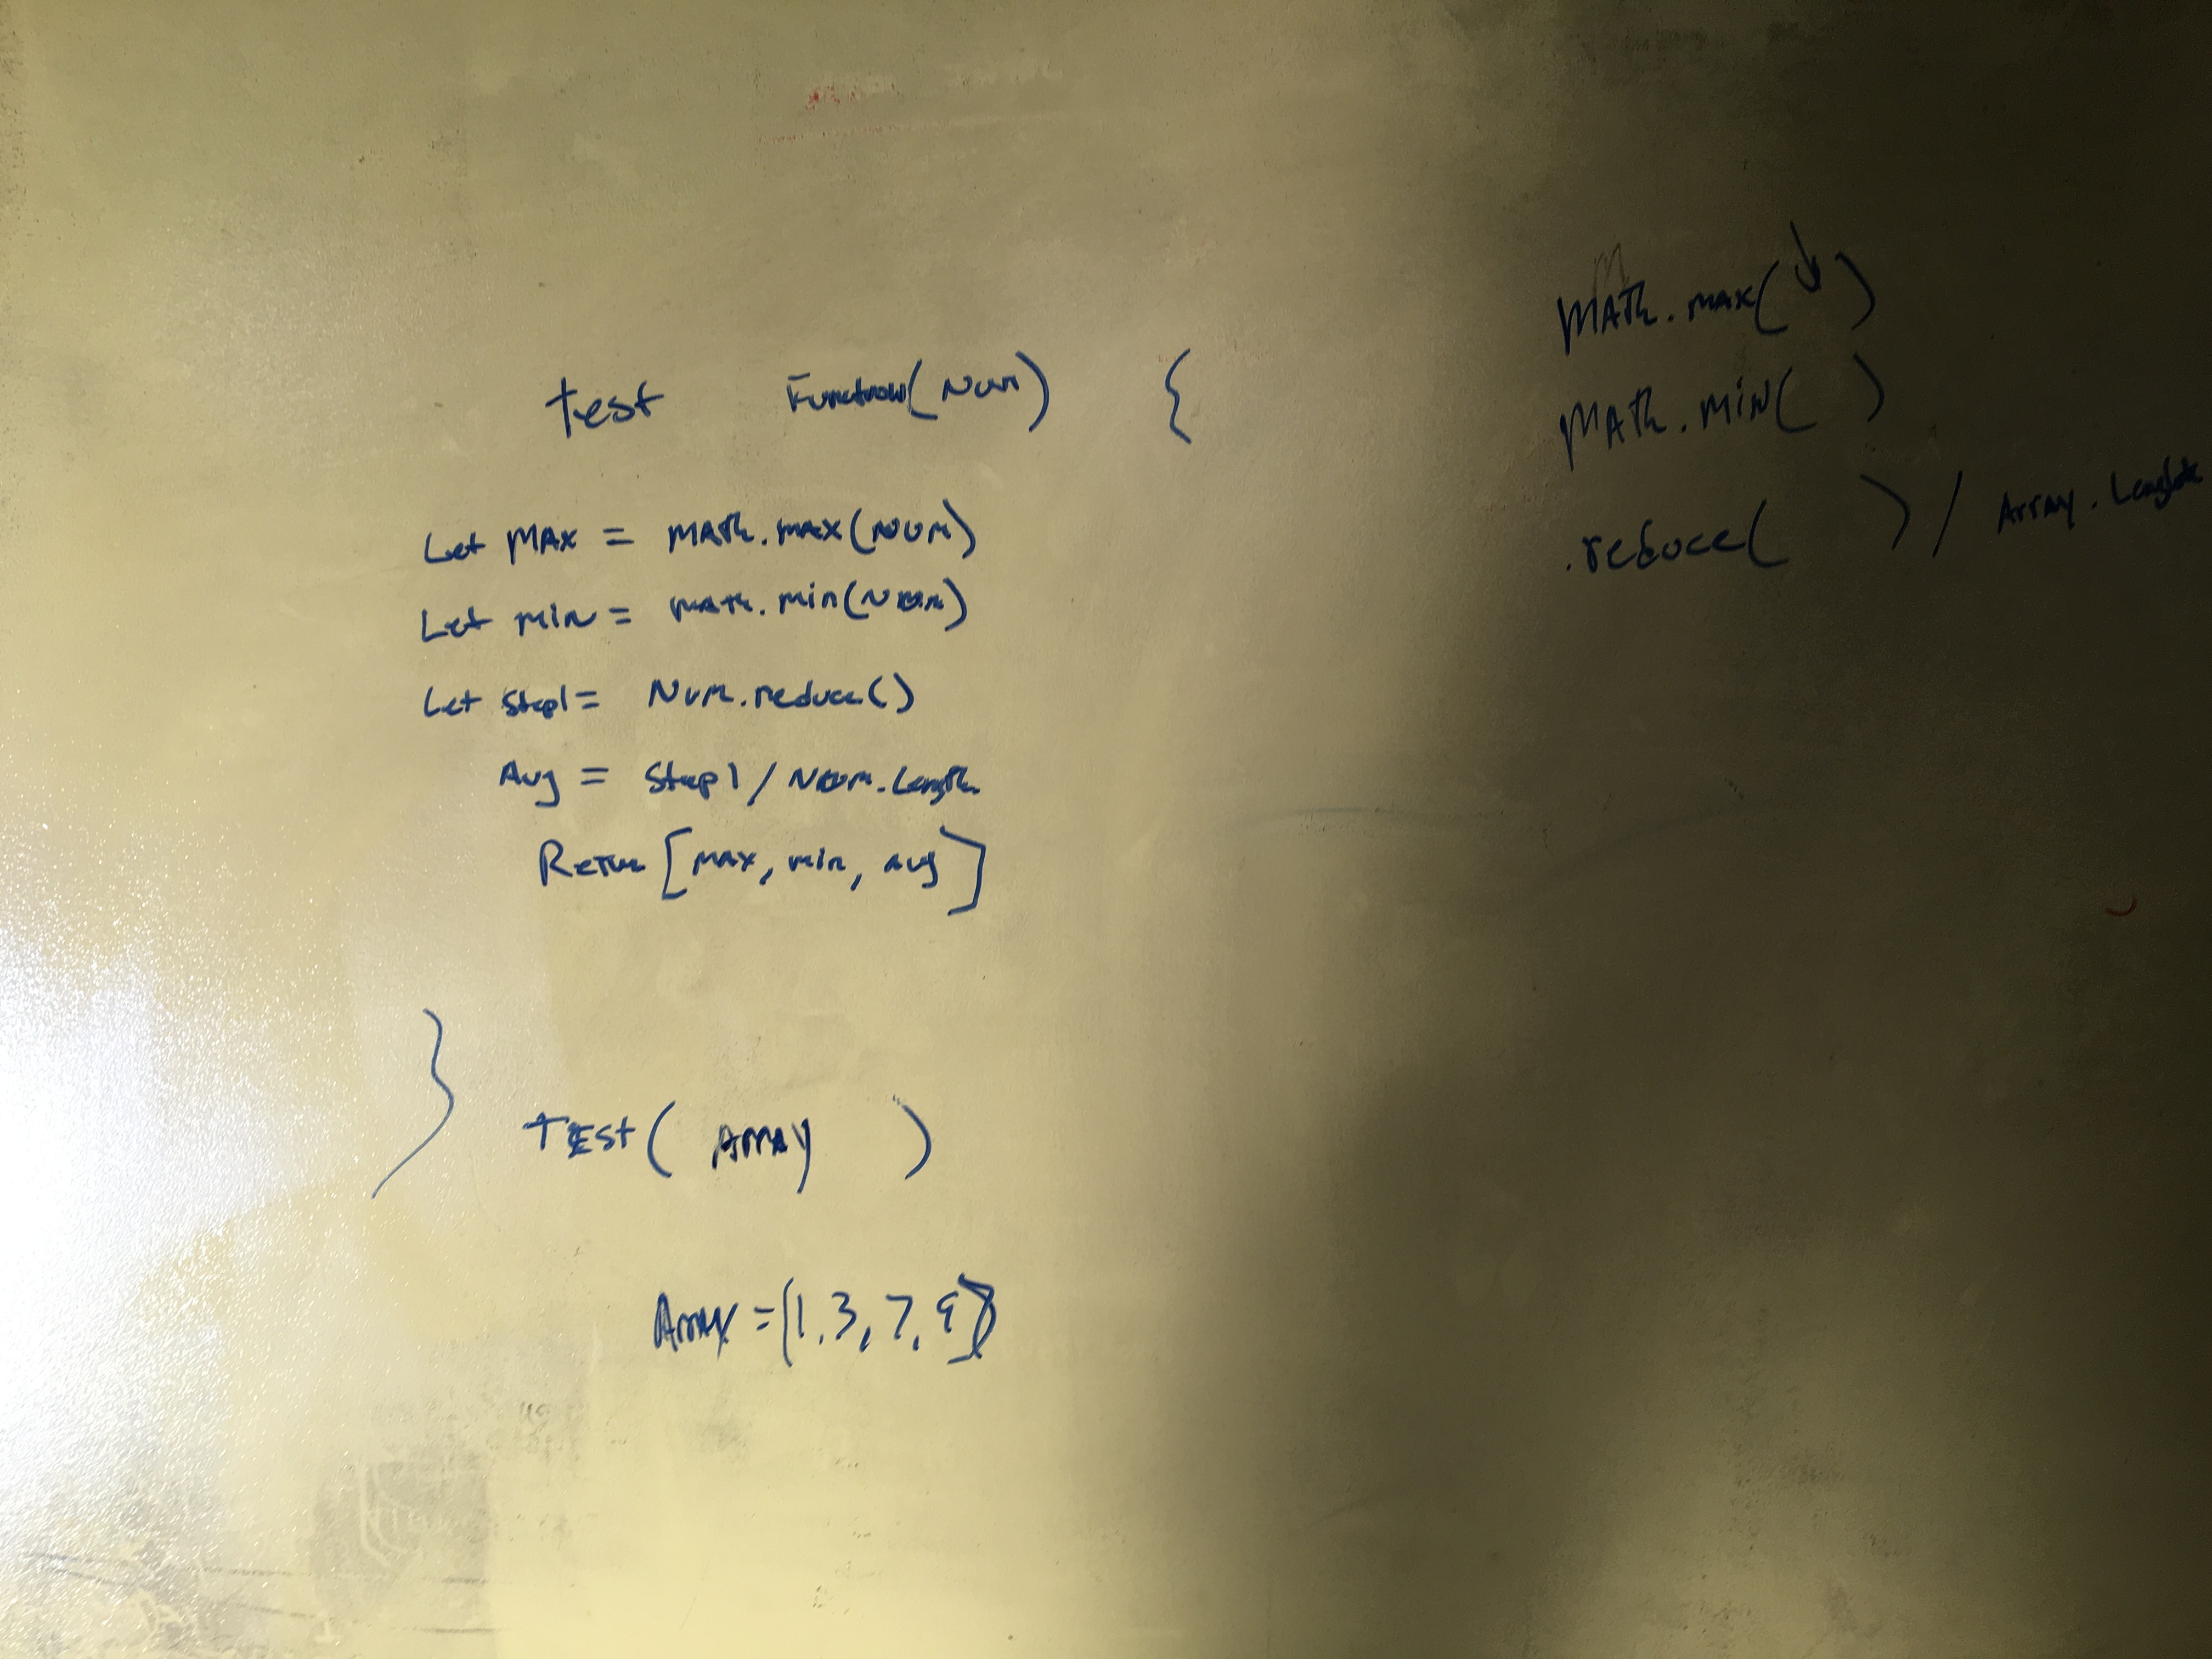 test Function(Num) {
Let Max = Math.max(Num)
Let min = Math.min(Num)
Let Step1 = Num.reduce()
Avg = Step1 / Num.Length
Return [max, min, avg]
}
TEST( Array )
Array = [1, 3, 7, 9]
Math.max( )
Math.min( )
.reduce( ) / Array.Length